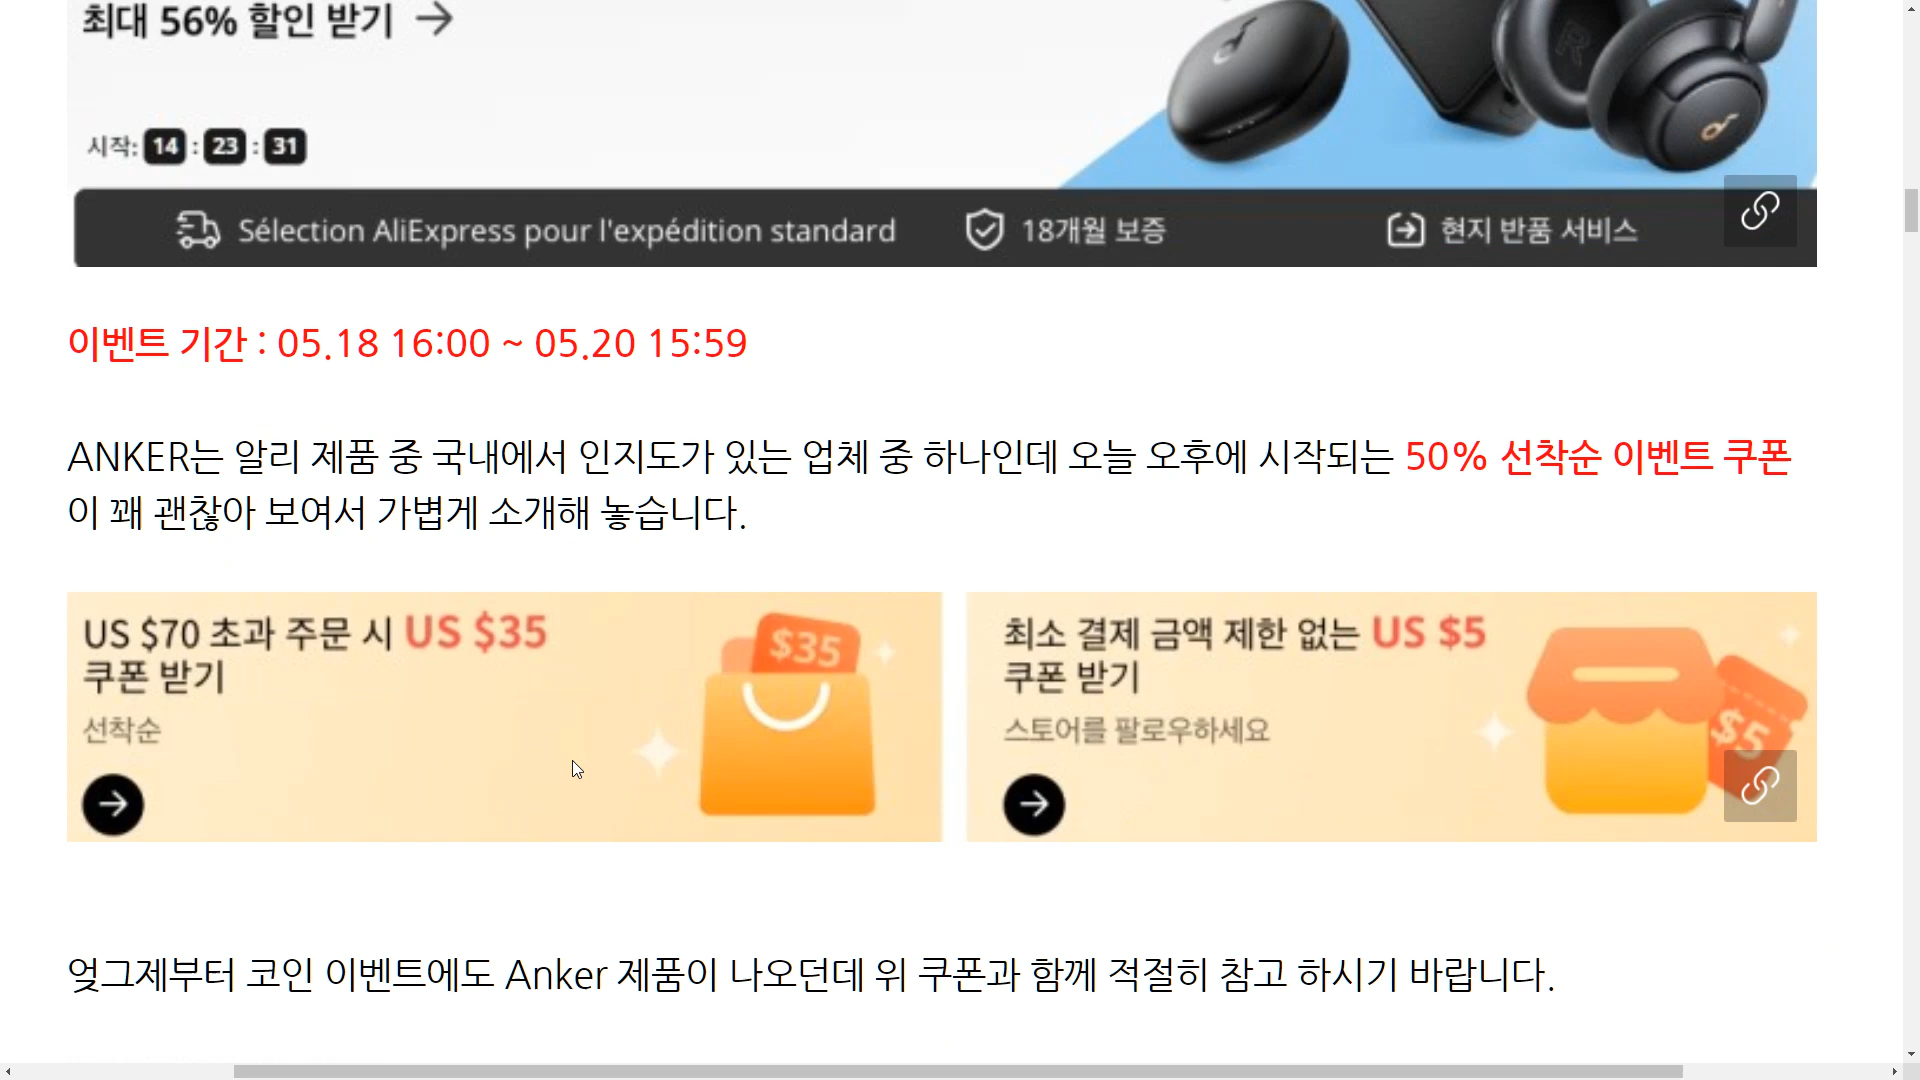 최대 56% 할인 받기
시작: 14 : 23 : 31
Sélection AliExpress pour l'expédition standard
18개월 보증
현지 반품 서비스
이벤트 기간 : 05.18 16:00 ~ 05.20 15:59
ANKER는 알리 제품 중 국내에서 인지도가 있는 업체 중 하나인데 오늘 오후에 시작되는 50% 선착순 이벤트 쿠폰
이 꽤 괜찮아 보여서 가볍게 소개해 놓습니다.
US $70 초과 주문 시 US $35
쿠폰 받기
선착순
$35
최소 결제 금액 제한 없는 US $5
쿠폰 받기
스토어를 팔로우하세요
$5
엊그제부터 코인 이벤트에도 Anker 제품이 나오던데 위 쿠폰과 함께 적절히 참고 하시기 바랍니다.